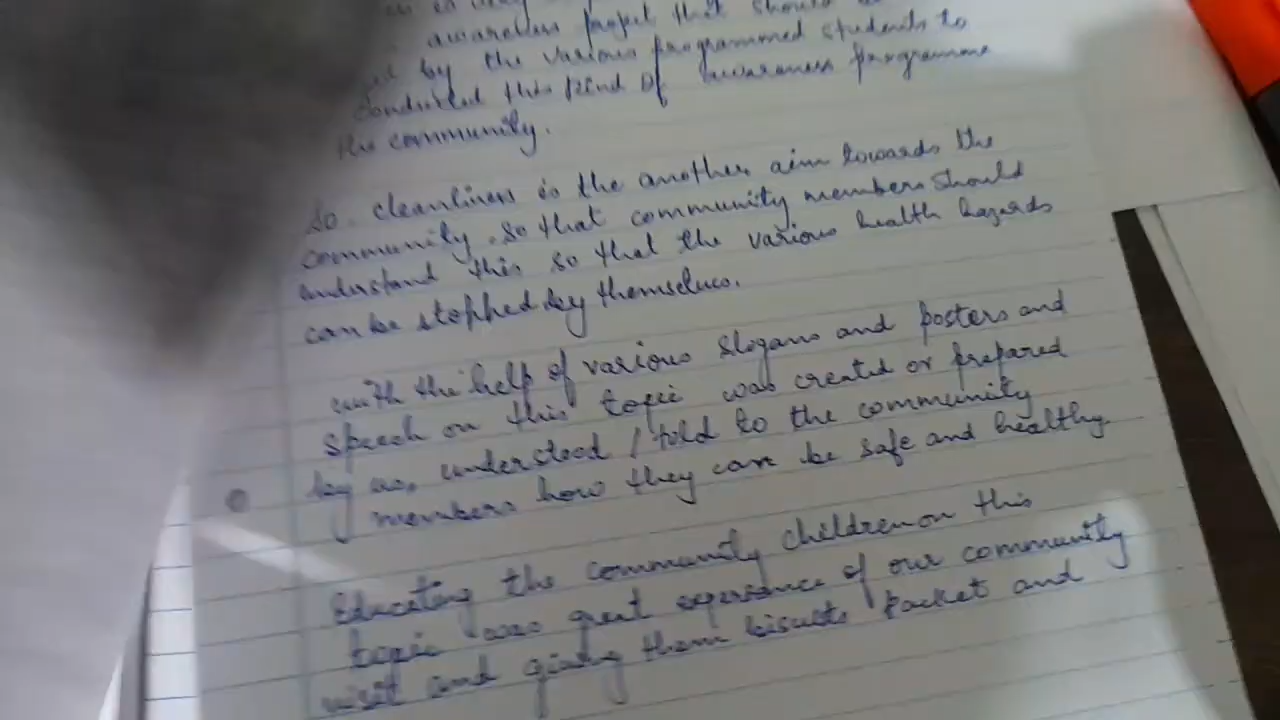 awareness project that should
by the various programmed students to
conducted this kind of awareness programme
the community.
So. cleanliness is the another aim towards the
community, so that community members should
understand this so that the various health hazards
can be stopped by themselves.
with the help of various slogans and posters and
speech on this topic was created or prepared
by us, understood / told to the community
members how they can be safe and healthy.
Educating the community children on this
topic was great experience of our community
visit and giving them biscuits packet and